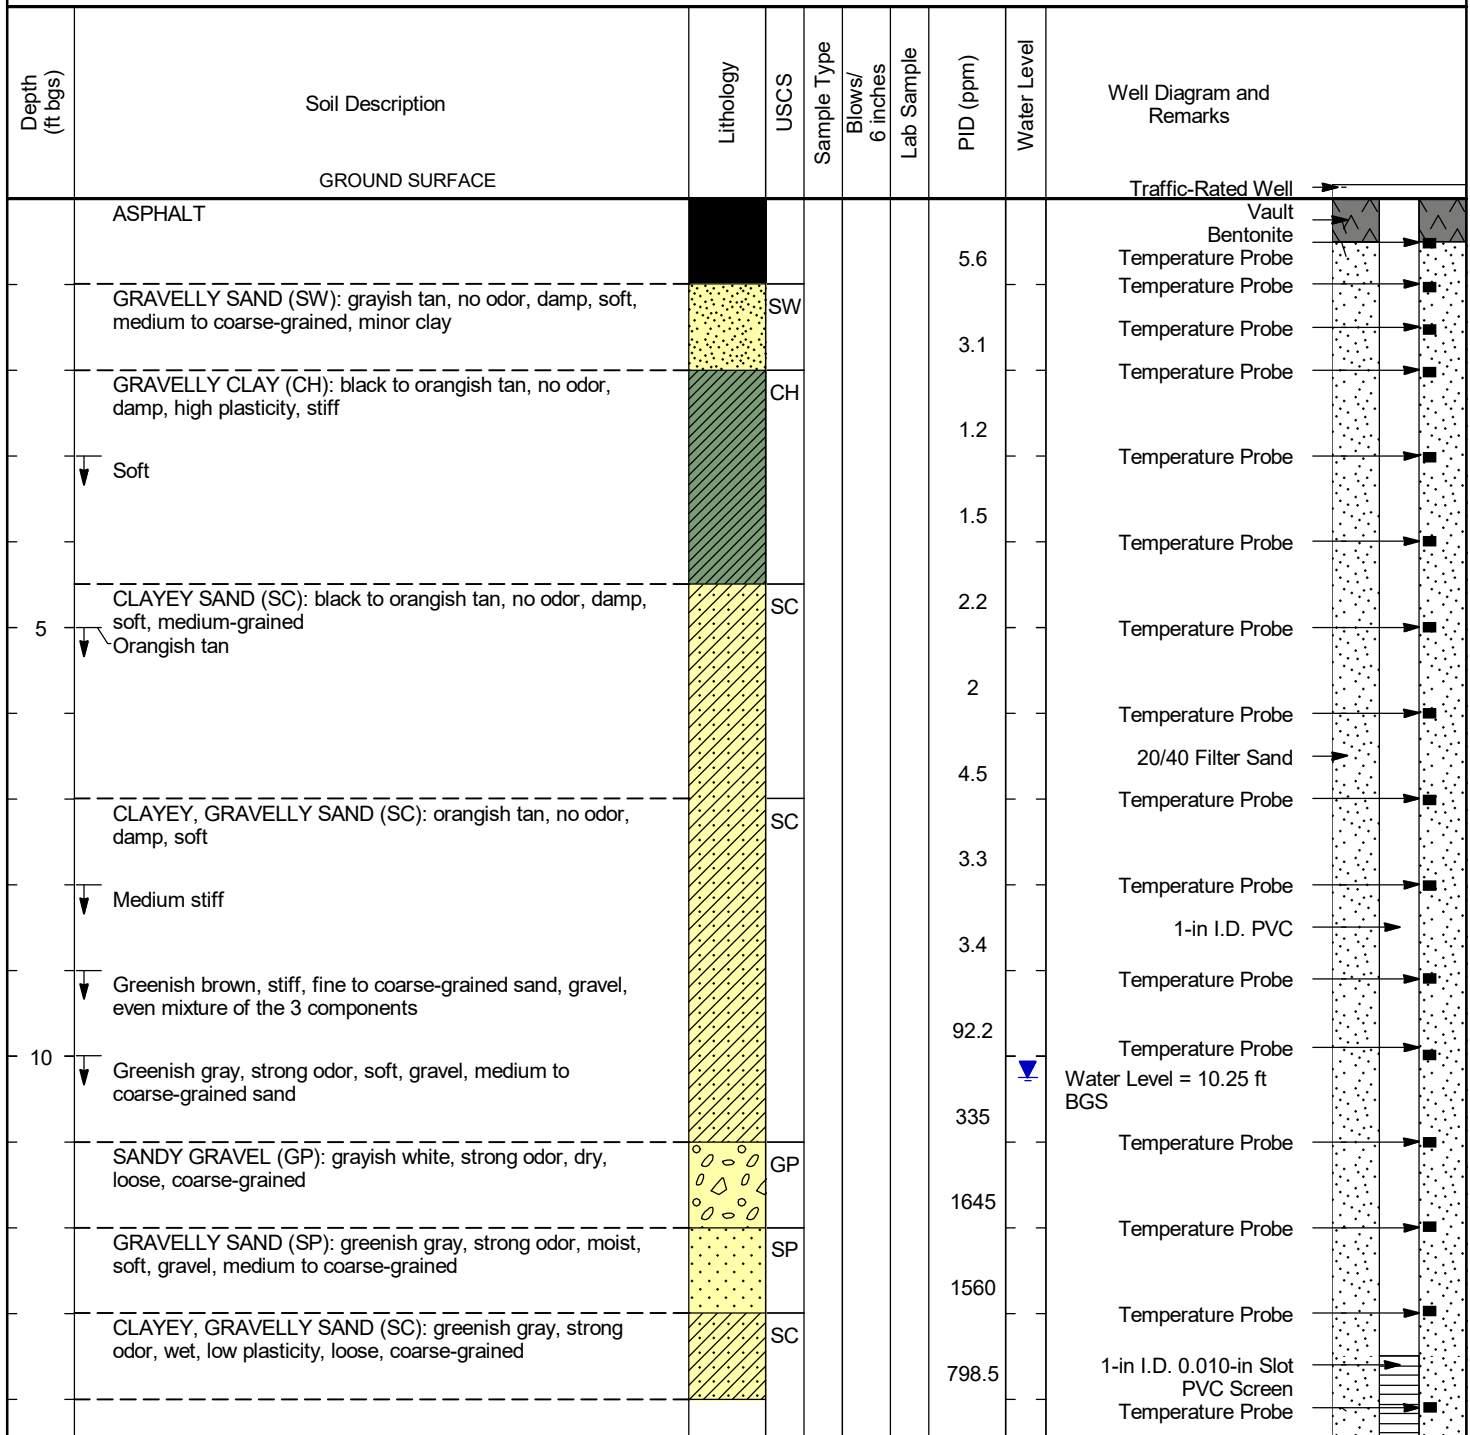 Depth
(ft bgs)
Soil Description
Lithology
USCS
Sample Type
Blows/
6 inches
Lab Sample
PID (ppm)
Water Level
Well Diagram and
Remarks
GROUND SURFACE
Traffic-Rated Well
Vault
ASPHALT
Bentonite
5.6
Temperature Probe
Temperature Probe
GRAVELLY SAND (SW): grayish tan, no odor, damp, soft,
medium to coarse-grained, minor clay
SW
Temperature Probe
3.1
Temperature Probe
GRAVELLY CLAY (CH): black to orangish tan, no odor,
damp, high plasticity, stiff
CH
1.2
Temperature Probe
Soft
1.5
Temperature Probe
CLAYEY SAND (SC): black to orangish tan, no odor, damp,
soft, medium-grained
SC
2.2
5
Temperature Probe
Orangish tan
2
Temperature Probe
20/40 Filter Sand
4.5
Temperature Probe
CLAYEY, GRAVELLY SAND (SC): orangish tan, no odor,
damp, soft
SC
3.3
Temperature Probe
Medium stiff
1-in I.D. PVC
3.4
Temperature Probe
Greenish brown, stiff, fine to coarse-grained sand, gravel,
even mixture of the 3 components
92.2
Temperature Probe
10
Greenish gray, strong odor, soft, gravel, medium to
coarse-grained sand
Water Level = 10.25 ft
BGS
335
Temperature Probe
SANDY GRAVEL (GP): grayish white, strong odor, dry,
loose, coarse-grained
GP
1645
Temperature Probe
GRAVELLY SAND (SP): greenish gray, strong odor, moist,
soft, gravel, medium to coarse-grained
SP
1560
Temperature Probe
CLAYEY, GRAVELLY SAND (SC): greenish gray, strong
odor, wet, low plasticity, loose, coarse-grained
SC
798.5
1-in I.D. 0.010-in Slot
PVC Screen
Temperature Probe